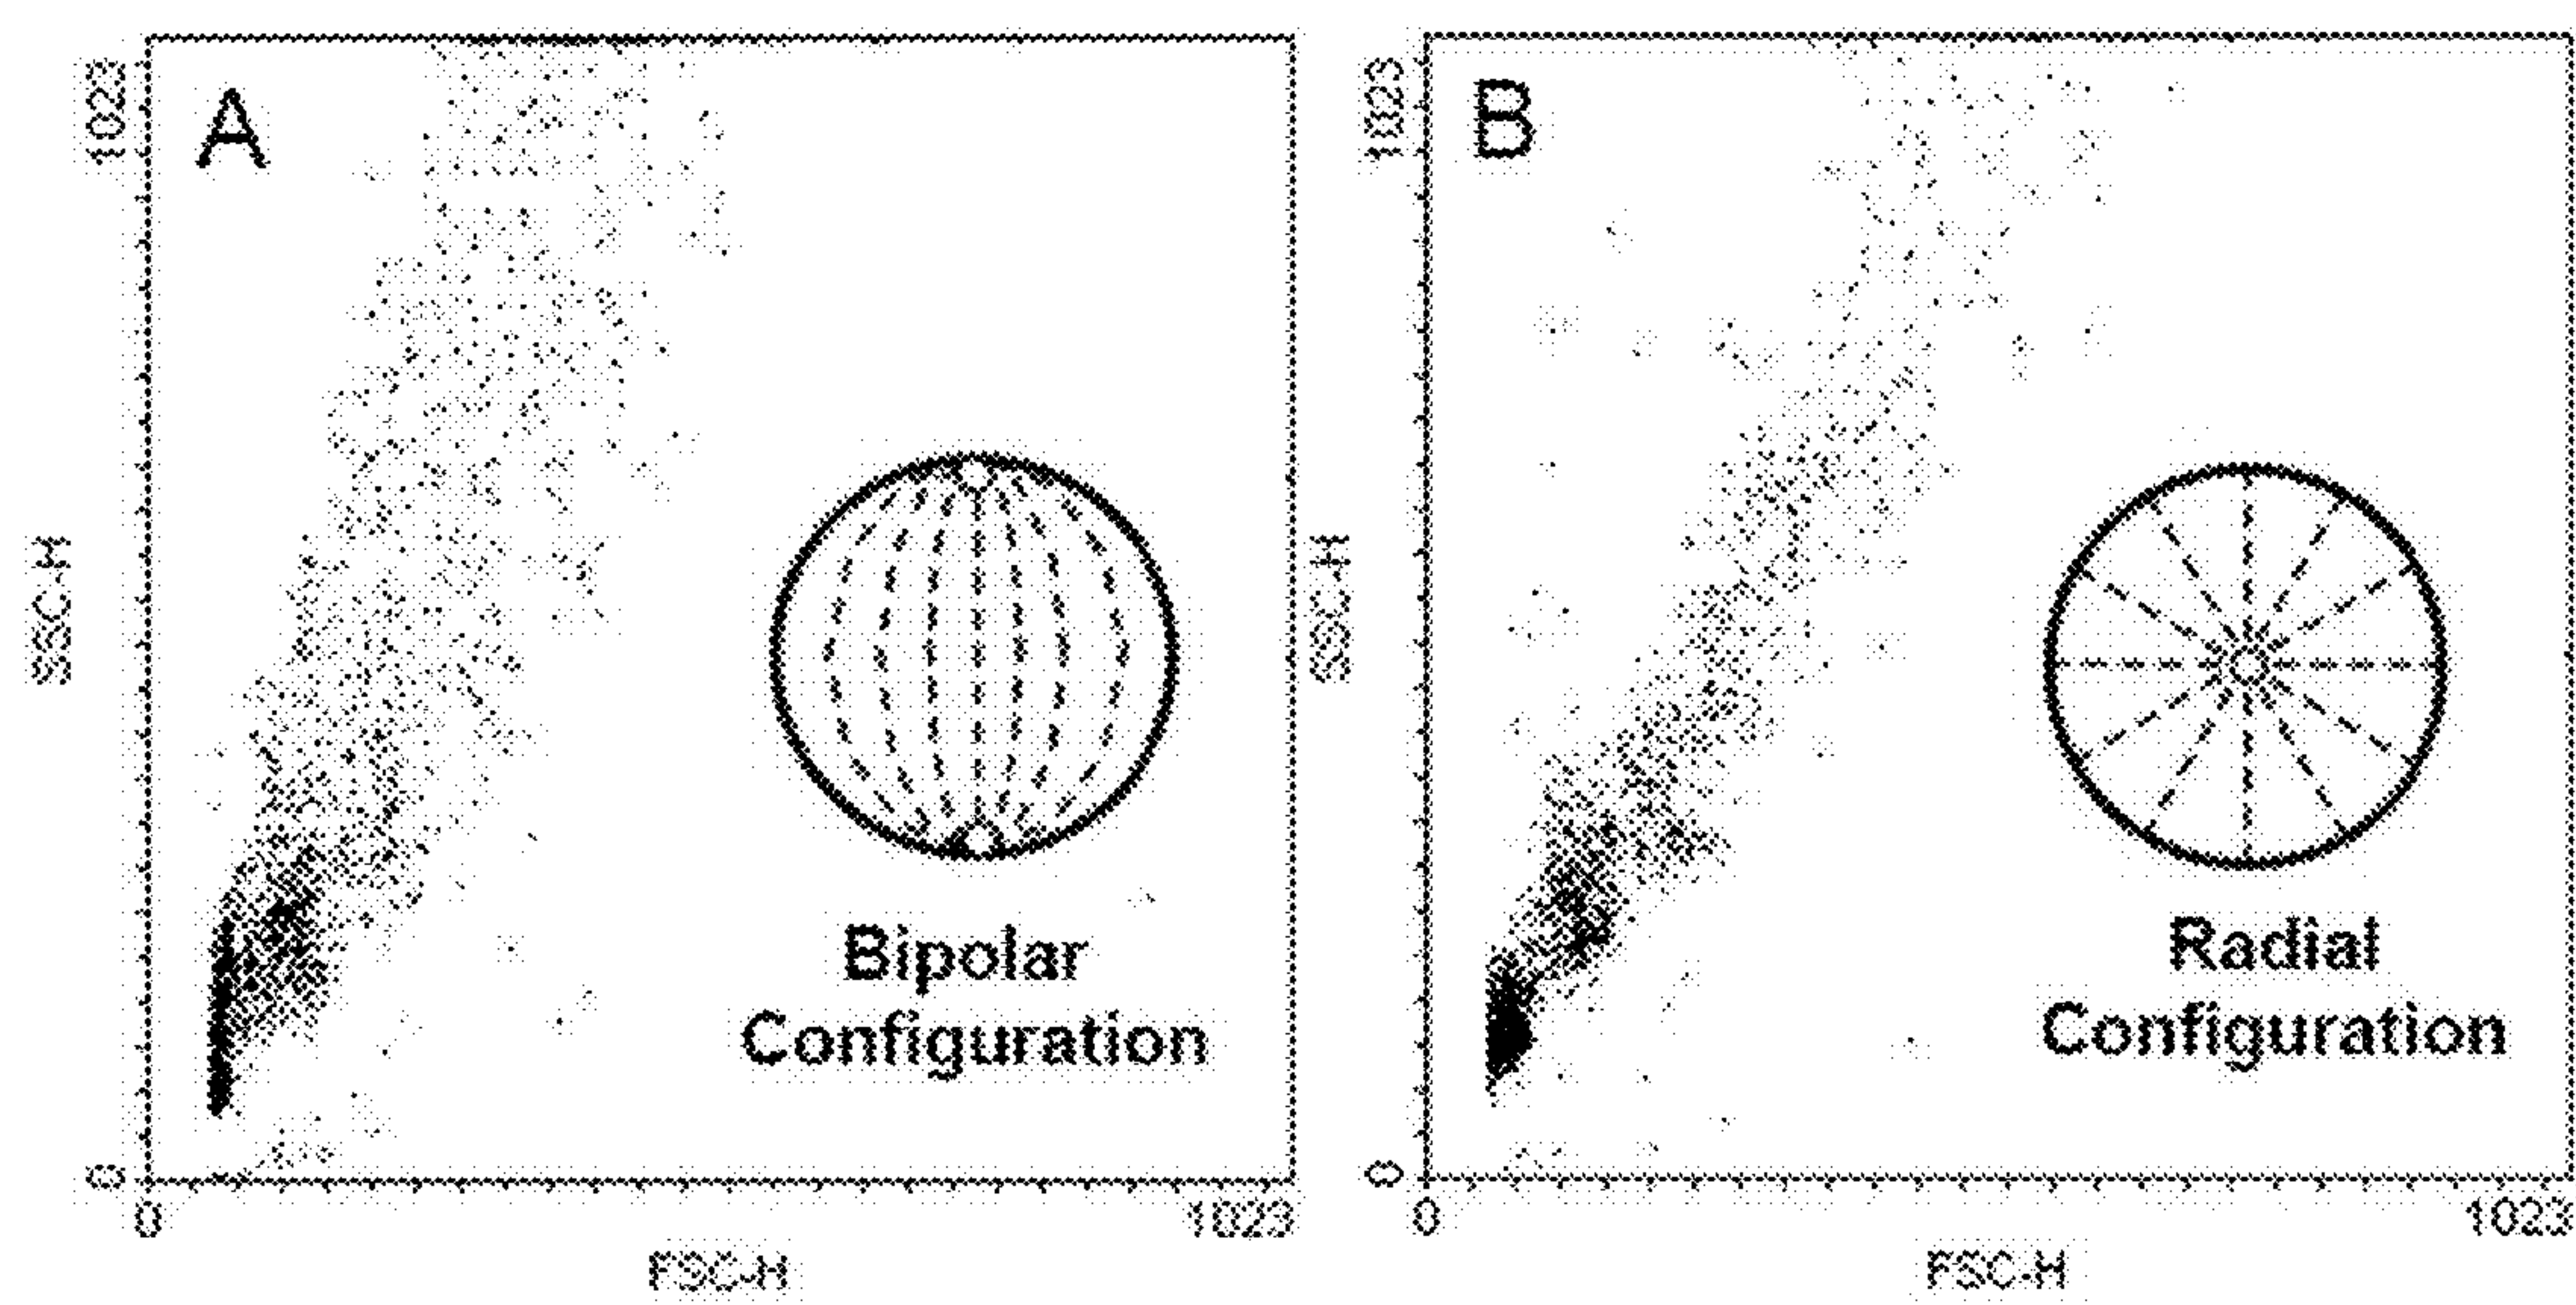 A
1023
SSC-H
0
0
1023
FSC-H
Bipolar
Configuration
B
1023
SSC-H
0
0
1023
FSC-H
Radial
Configuration